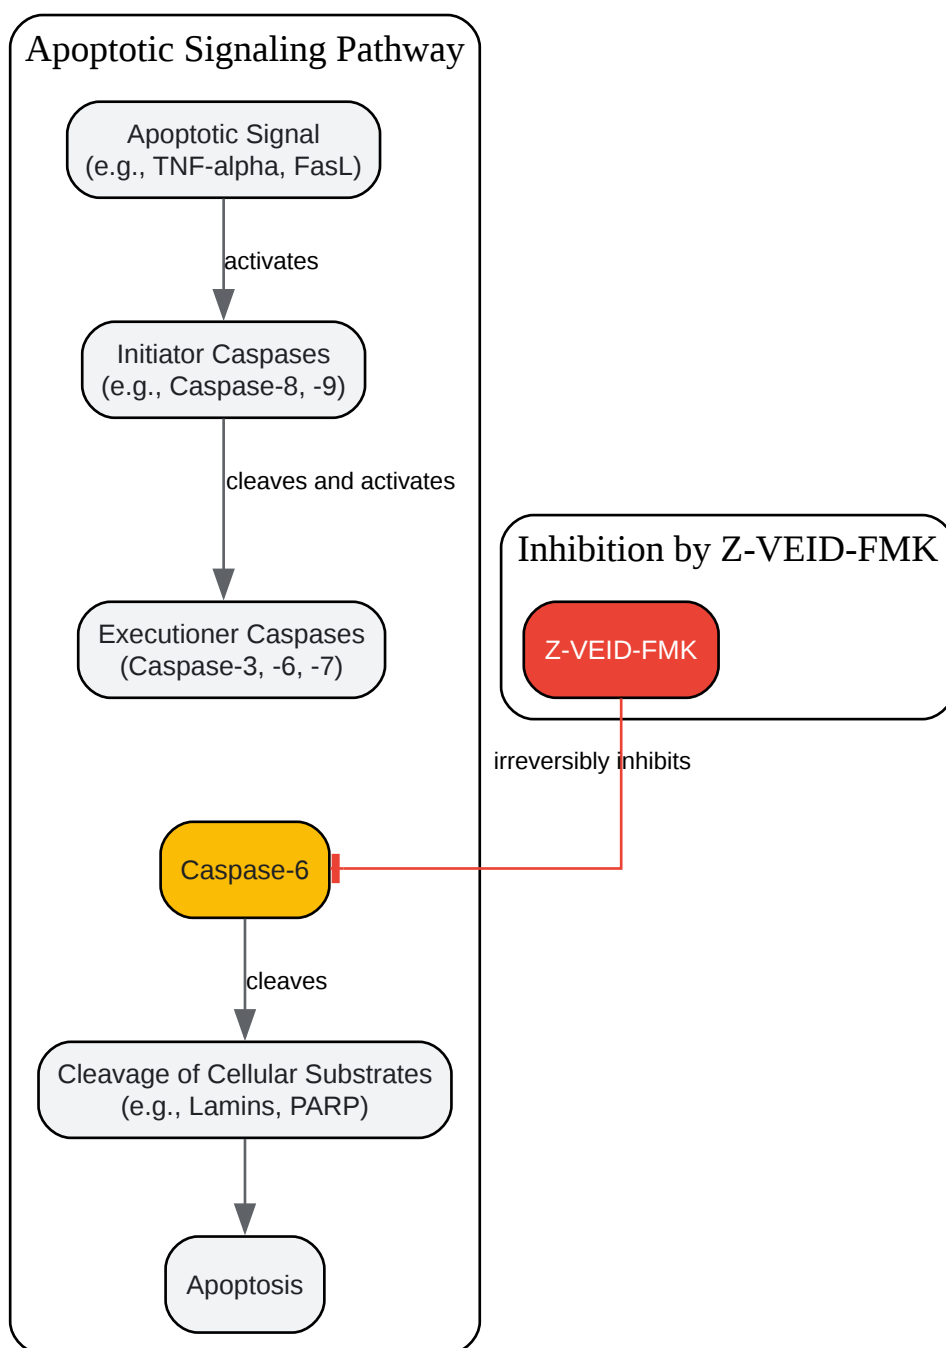 Apoptotic Signaling Pathway
Apoptotic Signal
(e.g., TNF-alpha, FasL)
activates
Initiator Caspases
(e.g., Caspase-8, -9)
cleaves and activates
Executioner Caspases
(Caspase-3, -6, -7)
Inhibition by Z-VEID-FMK
Z-VEID-FMK
irreversibly inhibits
Caspase-6
cleaves
Cleavage of Cellular Substrates
(e.g., Lamins, PARP)
Apoptosis